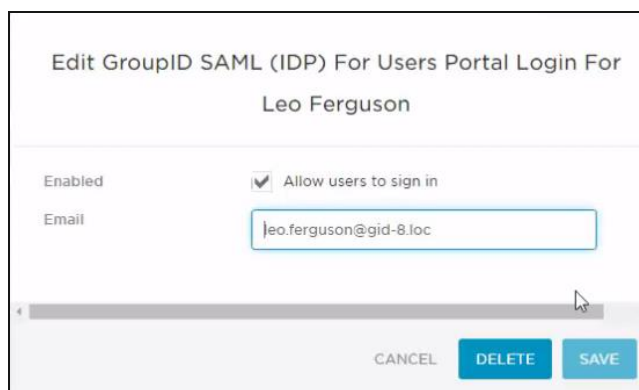 Edit GroupID SAML (IDP) For Users Portal Login For
Leo Ferguson
Enabled
Allow users to sign in
Email
leo.ferguson@gid-8.loc
CANCEL
DELETE
SAVE